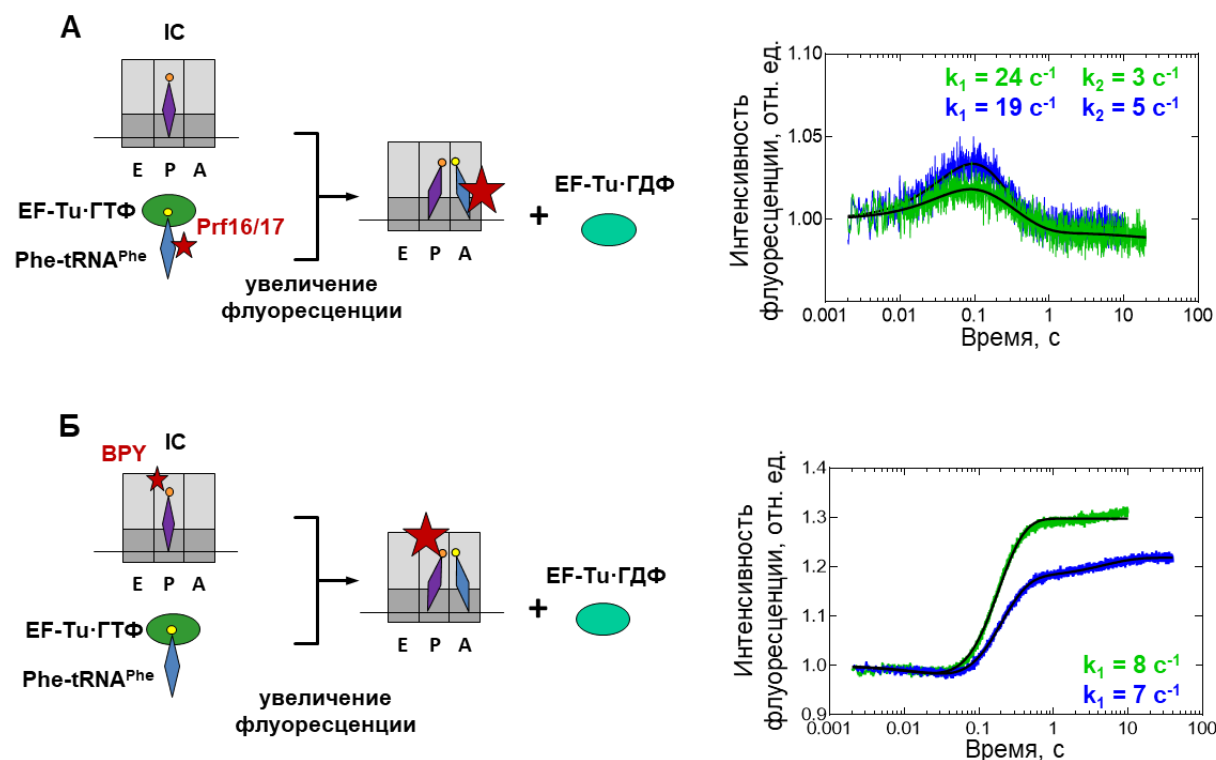 А
IC
E P A
EF-Tu·ГТФ
Prf16/17
Phe-tRNAPhe
увеличение
флуоресценции
E P A
+
EF-Tu·ГДФ
Интенсивность
флуоресценции, отн. ед.
1.10
1.05
1.00
k1 = 24 c-1 k2 = 3 c-1
k1 = 19 c-1 k2 = 5 c-1
0.001 0.01 0.1 1 10 100
Время, с
Б
BPY
IC
E P A
EF-Tu·ГТФ
Phe-tRNAPhe
увеличение
флуоресценции
E P A
+
EF-Tu·ГДФ
Интенсивность
флуоресценции, отн. ед.
1.4
1.3
1.2
1.1
1.0
0.9
k1 = 8 c-1
k1 = 7 c-1
0.001 0.01 0.1 1 10 100
Время, с